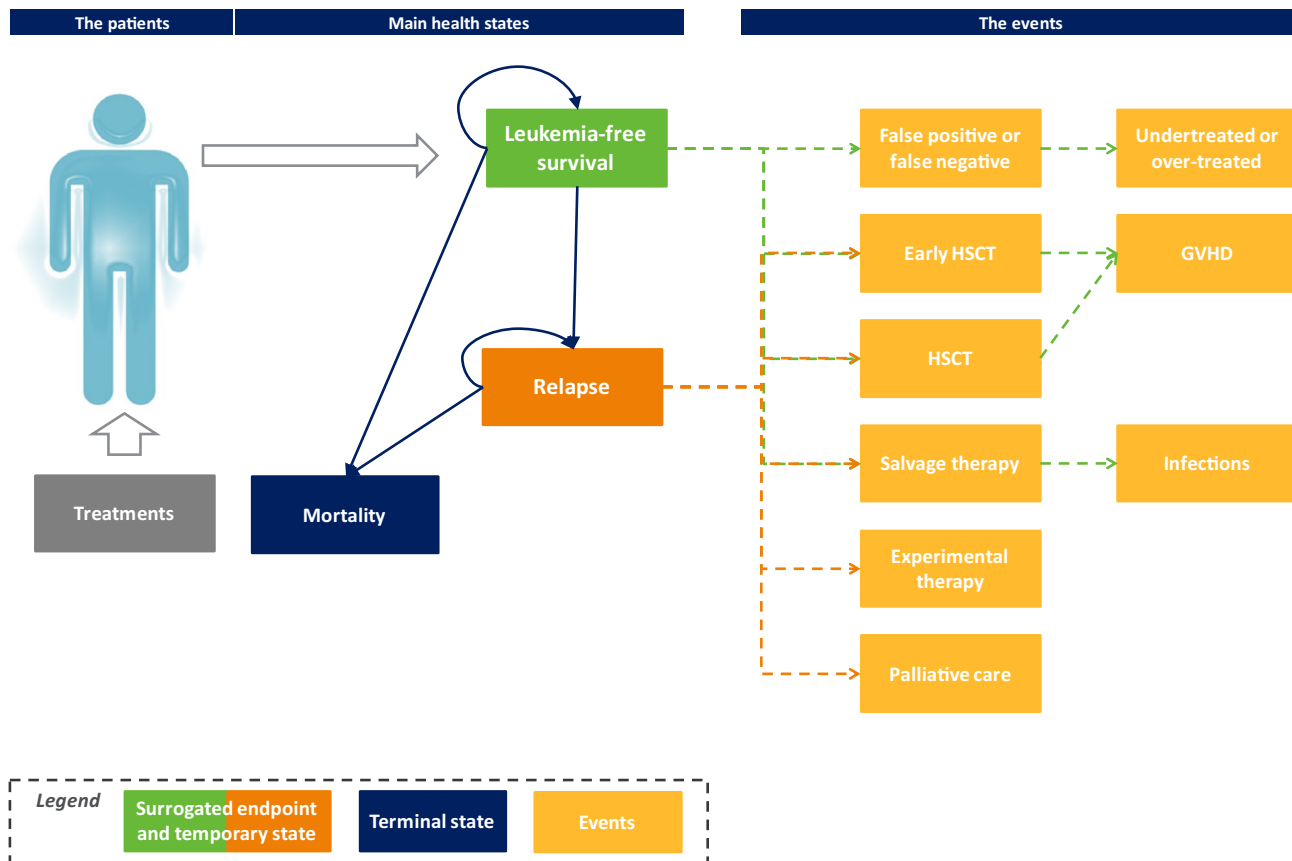 The patients
Main health states
The events
Leukemia-free
survival
False positive or
false negative
Undertreated or
over-treated
Early HSCT
GVHD
HSCT
Relapse
Salvage therapy
Infections
Treatments
Mortality
Experimental
therapy
Palliative care
Legend
Surrogated endpoint
and temporary state
Terminal state
Events